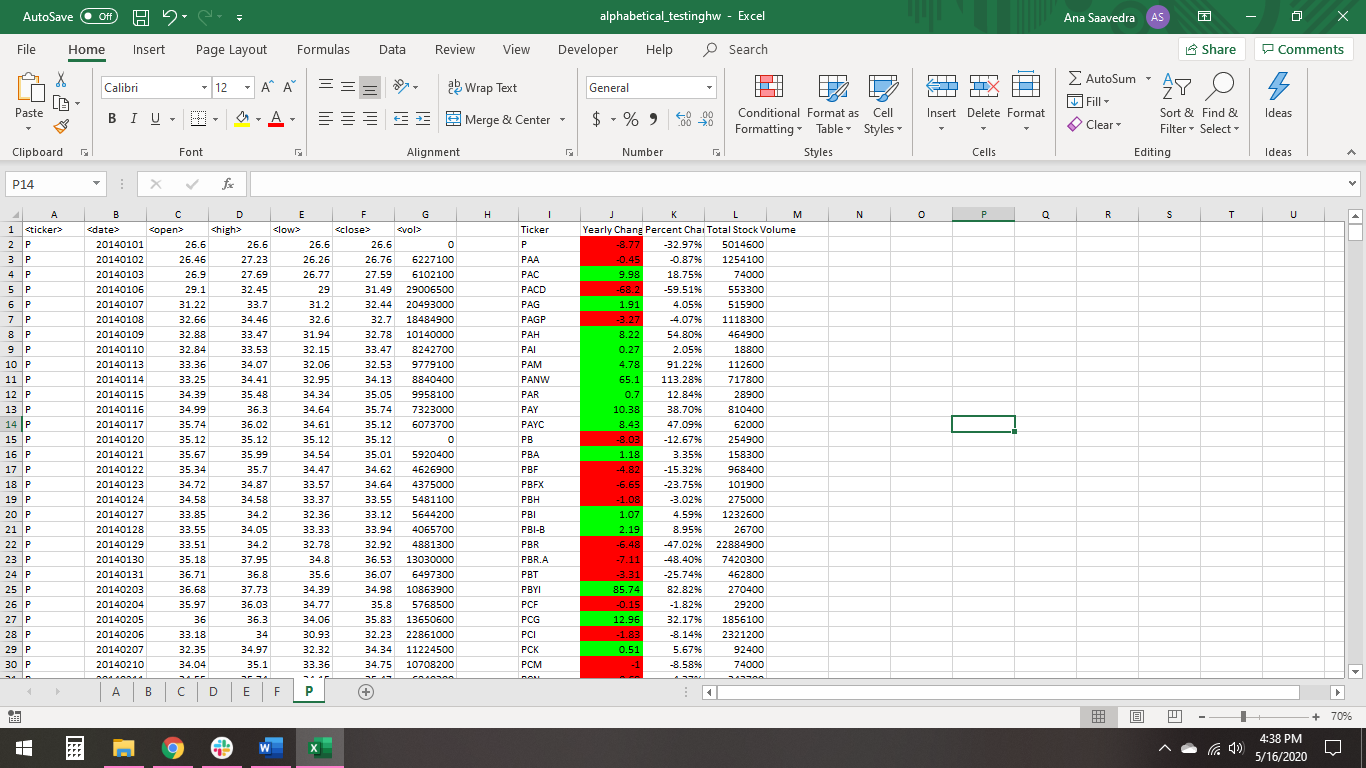 AutoSave Off alphabetical_testinghw - Excel Ana Saavedra AS
File Home Insert Page Layout Formulas Data Review View Developer Help Search Share Comments
Paste Calibri 12 A A ab Wrap Text General Conditional Formatting Format as Table Cell Styles Insert Delete Format AutoSum Sort & Filter Find & Select Ideas
B I U A Merge & Center $ % Fill Clear
Clipboard Font Alignment Number Styles Cells Editing Ideas
P14 fx
A B C D E F G H I J K L M N O P Q R S T U
1 <ticker> <date> <open> <high> <low> <close> <vol> Ticker Yearly Chang Percent Chan Total Stock Volume
2 P 20140101 26.6 26.6 26.6 26.6 0 P -8.77 -32.97% 5014600
3 P 20140102 26.46 27.23 26.26 26.76 6227100 PAA -0.45 -0.87% 1254100
4 P 20140103 26.9 27.69 26.77 27.59 6102100 PAC 9.98 18.75% 74000
5 P 20140106 29.1 32.45 29 31.49 29006500 PACD -68.2 -59.51% 553300
6 P 20140107 31.22 33.7 31.2 32.44 20493000 PAG 1.91 4.05% 515900
7 P 20140108 32.66 34.46 32.6 32.7 18484900 PAGP -3.27 -4.07% 1118300
8 P 20140109 32.88 33.47 31.94 32.78 10140000 PAH 8.22 54.80% 464900
9 P 20140110 32.84 33.53 32.15 33.47 8242700 PAI 0.27 2.05% 18800
10 P 20140113 33.36 34.07 32.06 32.53 9779100 PAM 4.78 91.22% 112600
11 P 20140114 33.25 34.41 32.95 34.13 8840400 PANW 65.1 113.28% 717800
12 P 20140115 34.39 35.48 34.34 35.05 9958100 PAR 0.7 12.84% 28900
13 P 20140116 34.99 36.3 34.64 35.74 7323000 PAY 10.38 38.70% 810400
14 P 20140117 35.74 36.02 34.61 35.12 6073700 PAYC 8.43 47.09% 62000
15 P 20140120 35.12 35.12 35.12 35.12 0 PB -8.03 -12.67% 254900
16 P 20140121 35.67 35.99 34.54 35.01 5920400 PBA 1.18 3.35% 158300
17 P 20140122 35.34 35.7 34.47 34.62 4626900 PBF -4.82 -15.32% 968400
18 P 20140123 34.72 34.87 33.57 34.64 4375000 PBFX -6.65 -23.75% 101900
19 P 20140124 34.58 34.58 33.37 33.55 5481100 PBH -1.08 -3.02% 275000
20 P 20140127 33.85 34.2 32.36 33.12 5644200 PBI 1.07 4.59% 1232600
21 P 20140128 33.55 34.05 33.33 33.94 4065700 PBI-B 2.19 8.95% 26700
22 P 20140129 33.51 34.2 32.78 32.92 4881300 PBR -6.48 -47.02% 22884900
23 P 20140130 35.18 37.95 34.8 36.53 13030000 PBR.A -7.11 -48.40% 7420300
24 P 20140131 36.71 36.8 35.6 36.07 6497300 PBT -3.31 -25.74% 462800
25 P 20140203 36.68 37.73 34.39 34.98 10863900 PBYI 85.74 82.82% 270400
26 P 20140204 35.97 36.03 34.77 35.8 5768500 PCF -0.15 -1.82% 29200
27 P 20140205 36 36.3 34.06 35.83 13650600 PCG 12.96 32.17% 1856100
28 P 20140206 33.18 34 30.93 32.23 22861000 PCI -1.83 -8.14% 2321200
29 P 20140207 32.35 34.97 32.32 34.34 11224500 PCK 0.51 5.67% 92400
30 P 20140210 34.04 35.1 33.36 34.75 10708200 PCM -1 -8.58% 74000
A B C D E F P
70%
4:38 PM
5/16/2020